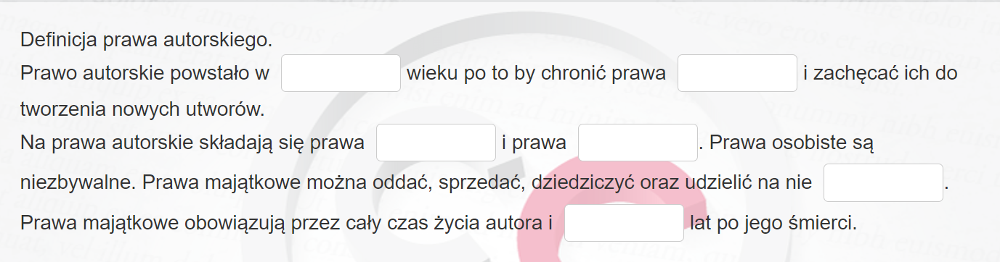 Definicja prawa autorskiego.
Prawo autorskie powstało w wieku po to by chronić prawa i zachęcać ich do
tworzenia nowych utworów.
Na prawa autorskie składają się prawa i prawa . Prawa osobiste są
niezbywalne. Prawa majątkowe można oddać, sprzedać, dziedziczyć oraz udzielić na nie .
Prawa majątkowe obowiązują przez cały czas życia autora i lat po jego śmierci.